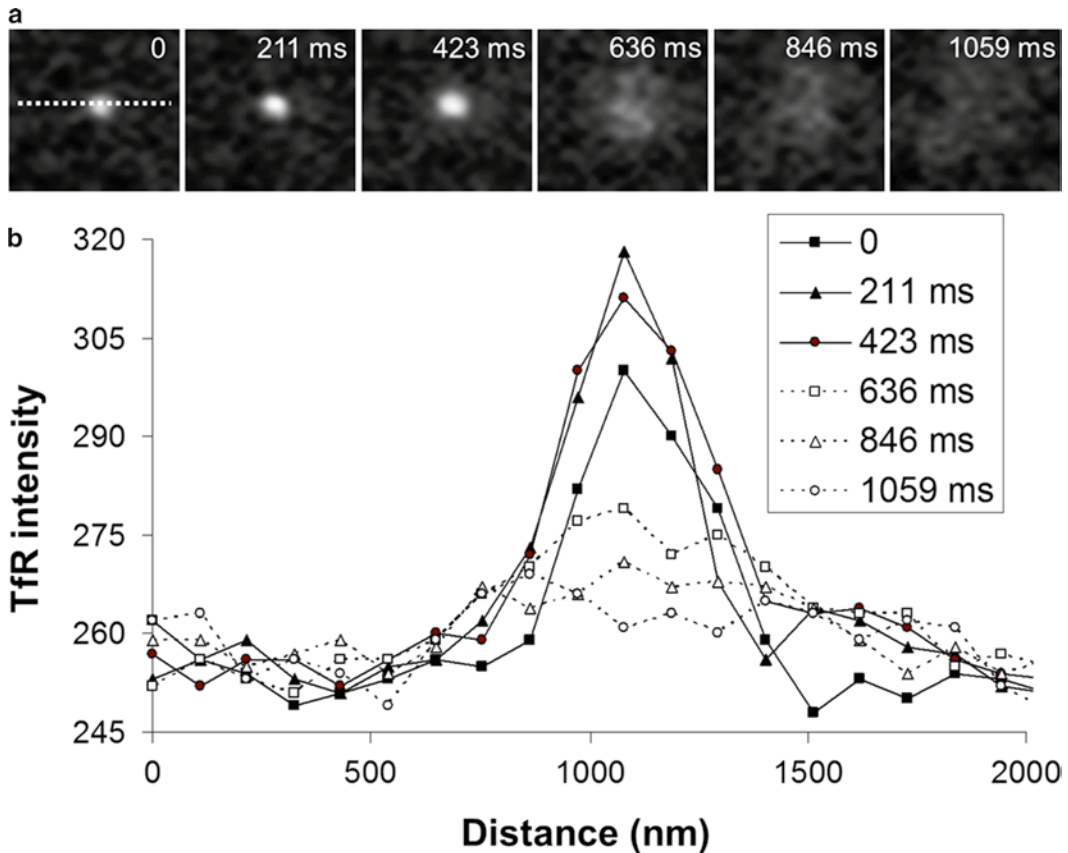 a
0 211 ms 423 ms 636 ms 846 ms 1059 ms
b
320
305
290
275
260
245
TfR intensity
0
211 ms
423 ms
636 ms
846 ms
1059 ms
0 500 1000 1500 2000
Distance (nm)